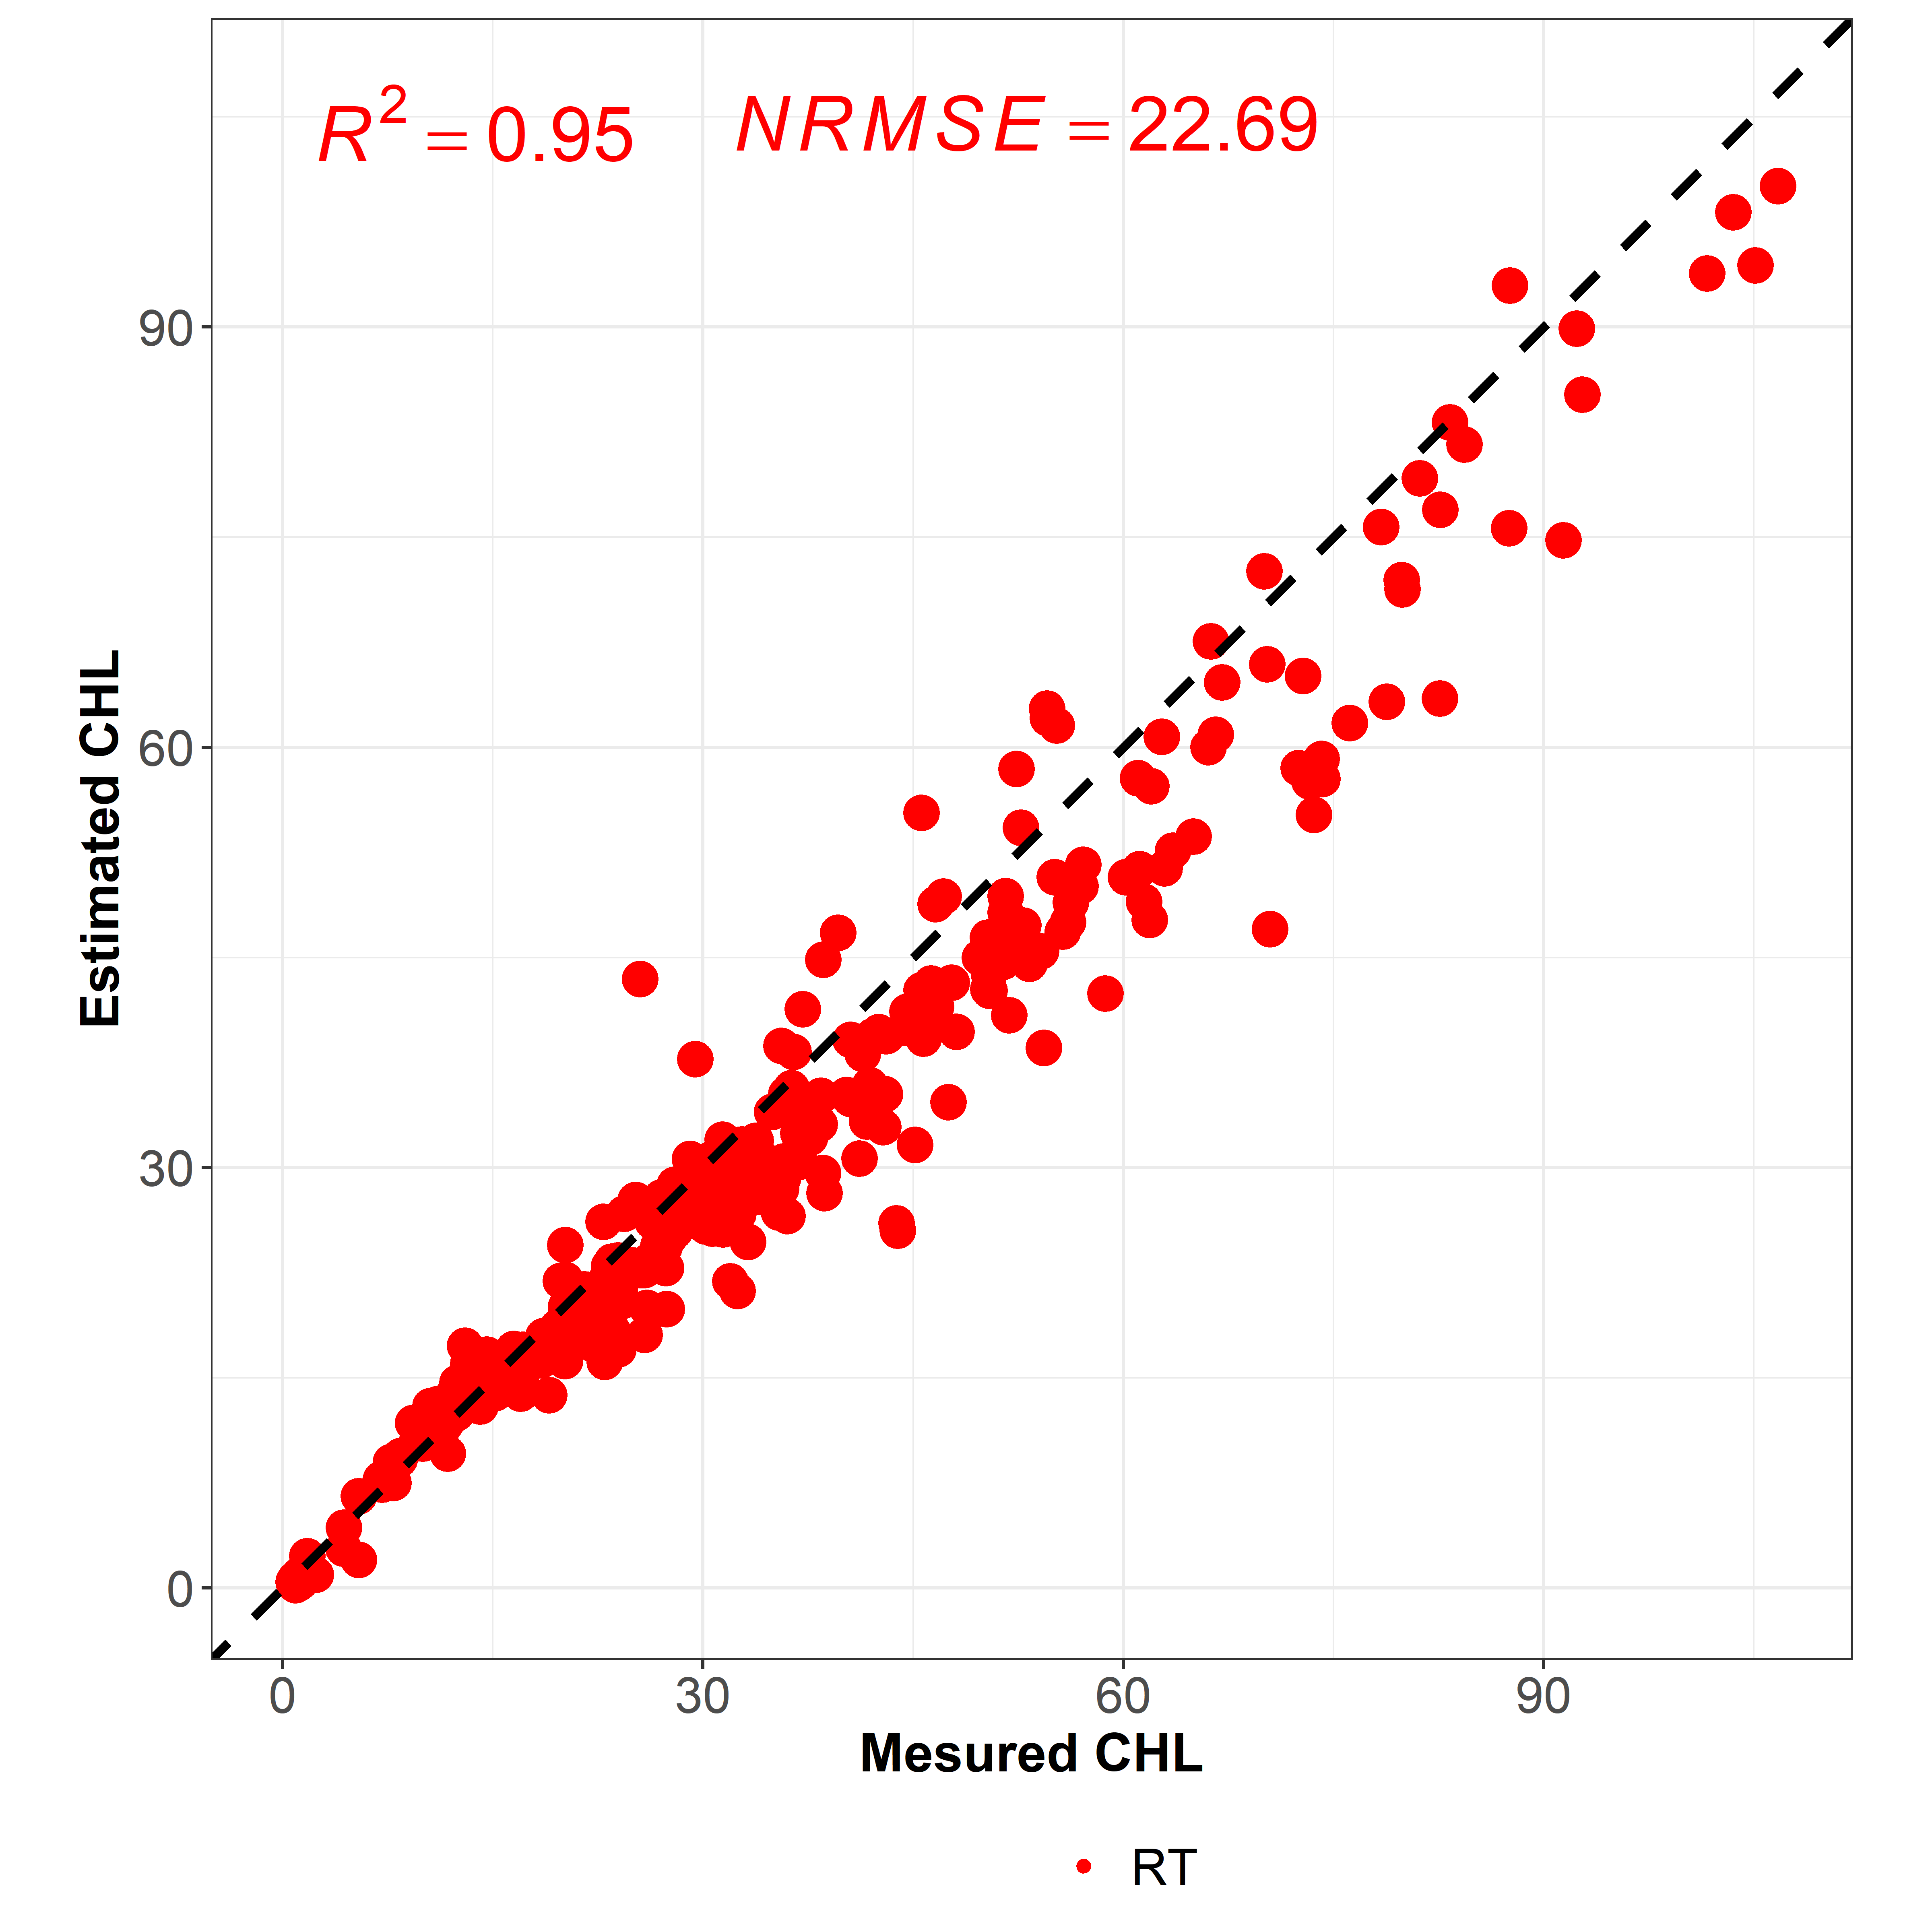 R² = 0.95 NRMSE = 22.69
90
60
30
0
Estimated CHL
0 30 60 90
Mesured CHL
RT